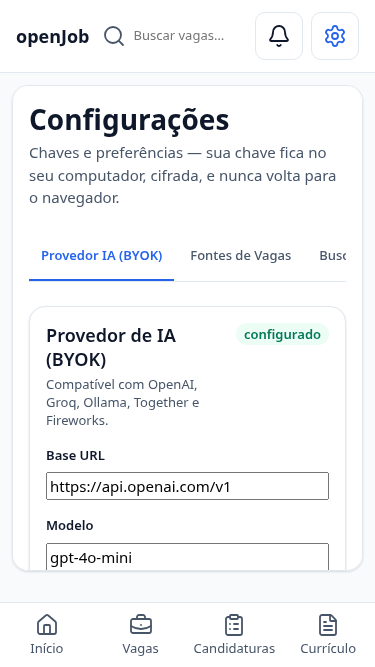 openJob
Buscar vagas...
Configurações
Chaves e preferências — sua chave fica no
seu computador, cifrada, e nunca volta para
o navegador.
Provedor IA (BYOK)
Fontes de Vagas
Busc
Provedor de IA
(BYOK)
configurado
Compatível com OpenAI,
Groq, Ollama, Together e
Fireworks.
Base URL
https://api.openai.com/v1
Modelo
gpt-4o-mini
Início
Vagas
Candidaturas
Currículo